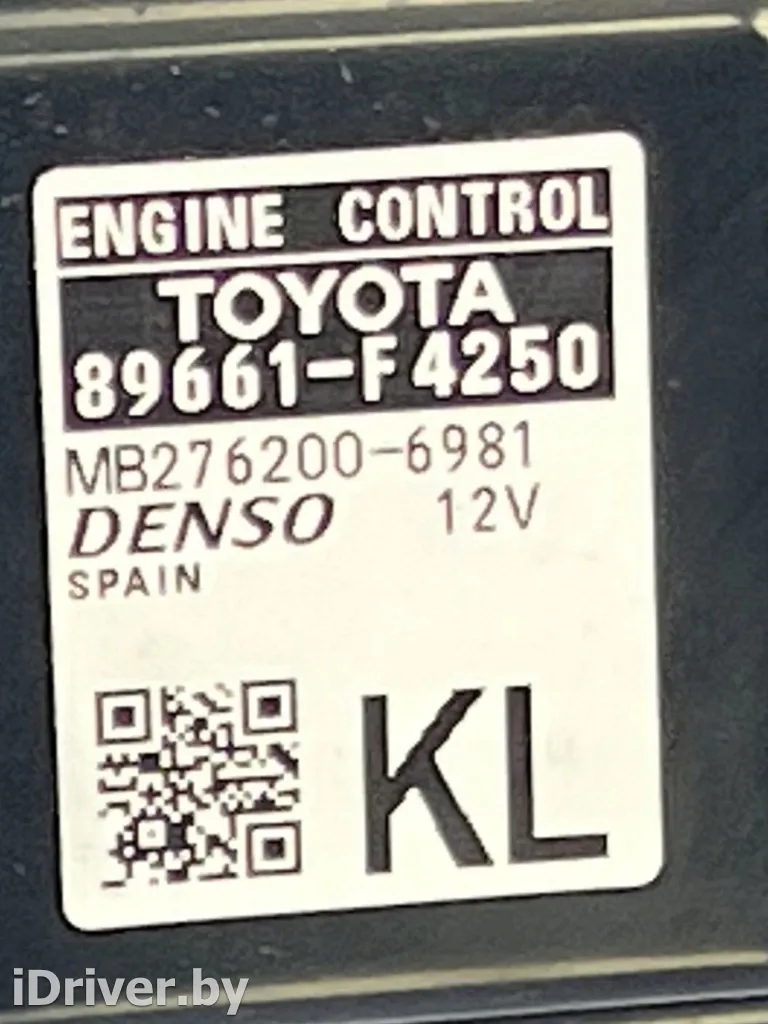 ENGINE CONTROL
TOYOTA
89661-F4250
MB276200-6981
DENSO 12V
SPAIN
KL
iDriver.by